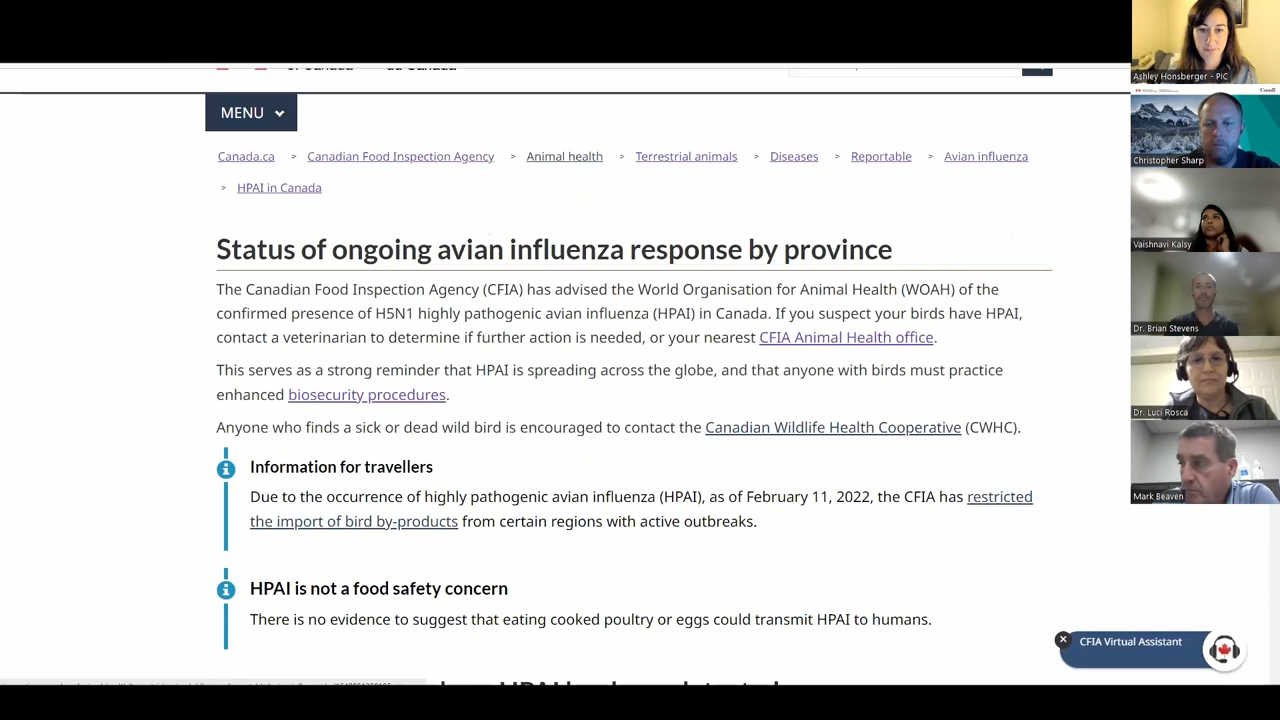 MENU
Canada.ca > Canadian Food Inspection Agency > Animal health > Terrestrial animals > Diseases > Reportable > Avian influenza
> HPAI in Canada
Status of ongoing avian influenza response by province
The Canadian Food Inspection Agency (CFIA) has advised the World Organisation for Animal Health (WOAH) of the
confirmed presence of H5N1 highly pathogenic avian influenza (HPAI) in Canada. If you suspect your birds have HPAI,
contact a veterinarian to determine if further action is needed, or your nearest CFIA Animal Health office.
This serves as a strong reminder that HPAI is spreading across the globe, and that anyone with birds must practice
enhanced biosecurity procedures.
Anyone who finds a sick or dead wild bird is encouraged to contact the Canadian Wildlife Health Cooperative (CWHC).
Information for travellers
Due to the occurrence of highly pathogenic avian influenza (HPAI), as of February 11, 2022, the CFIA has restricted
the import of bird by-products from certain regions with active outbreaks.
HPAI is not a food safety concern
There is no evidence to suggest that eating cooked poultry or eggs could transmit HPAI to humans.
CFIA Virtual Assistant
Ashley Honsberger - PIC
Canada
Christopher Sharp
Vaishnavi Kalsy
Dr. Brian Stevens
Dr. Luci Rosca
Mark Beaven